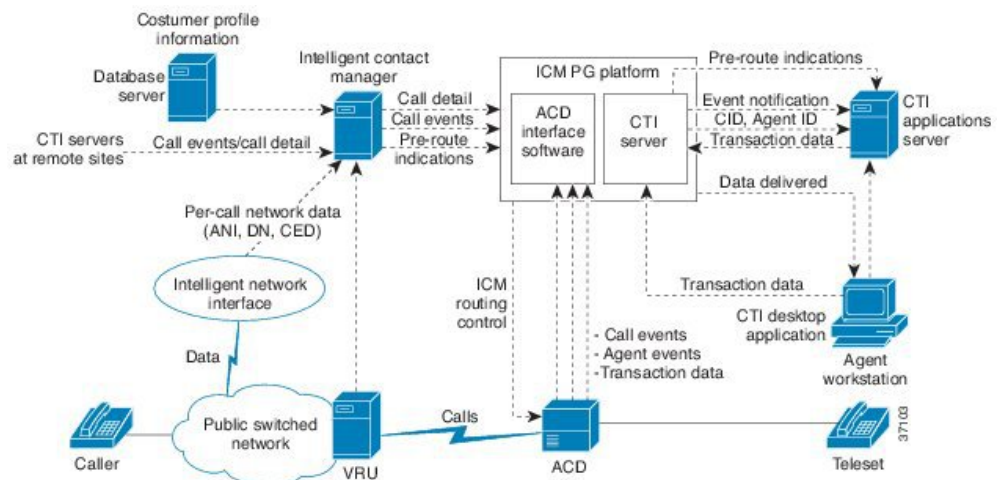 Costumer profile
information
Database
server
Intelligent contact
manager
CTI servers
at remote sites
Call events/call detail
Call detail
Call events
Pre-route
indications
ICM PG platform
ACD
interface
software
CTI
server
Pre-route indications
Event notification
CID, Agent ID
Transaction data
CTI
applications
server
Data delivered
Per-call network data
(ANI, DN, CED)
Intelligent network
interface
ICM
routing
control
Transaction data
CTI desktop
application
Agent
workstation
- Call events
- Agent events
- Transaction data
Data
Public switched
network
Calls
Caller
VRU
ACD
Teleset
37103